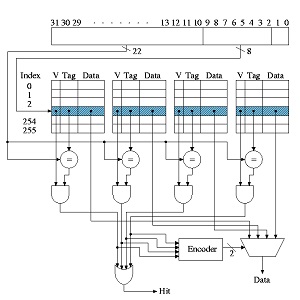 31 30 29 · · · · · · · · 13 12 11 10 9 8 7 6 5 4 3 2 1 0
22 8
Index V Tag Data V Tag Data V Tag Data V Tag Data
0
1
2
254
255
= = = =
Encoder 2
Data
Hit